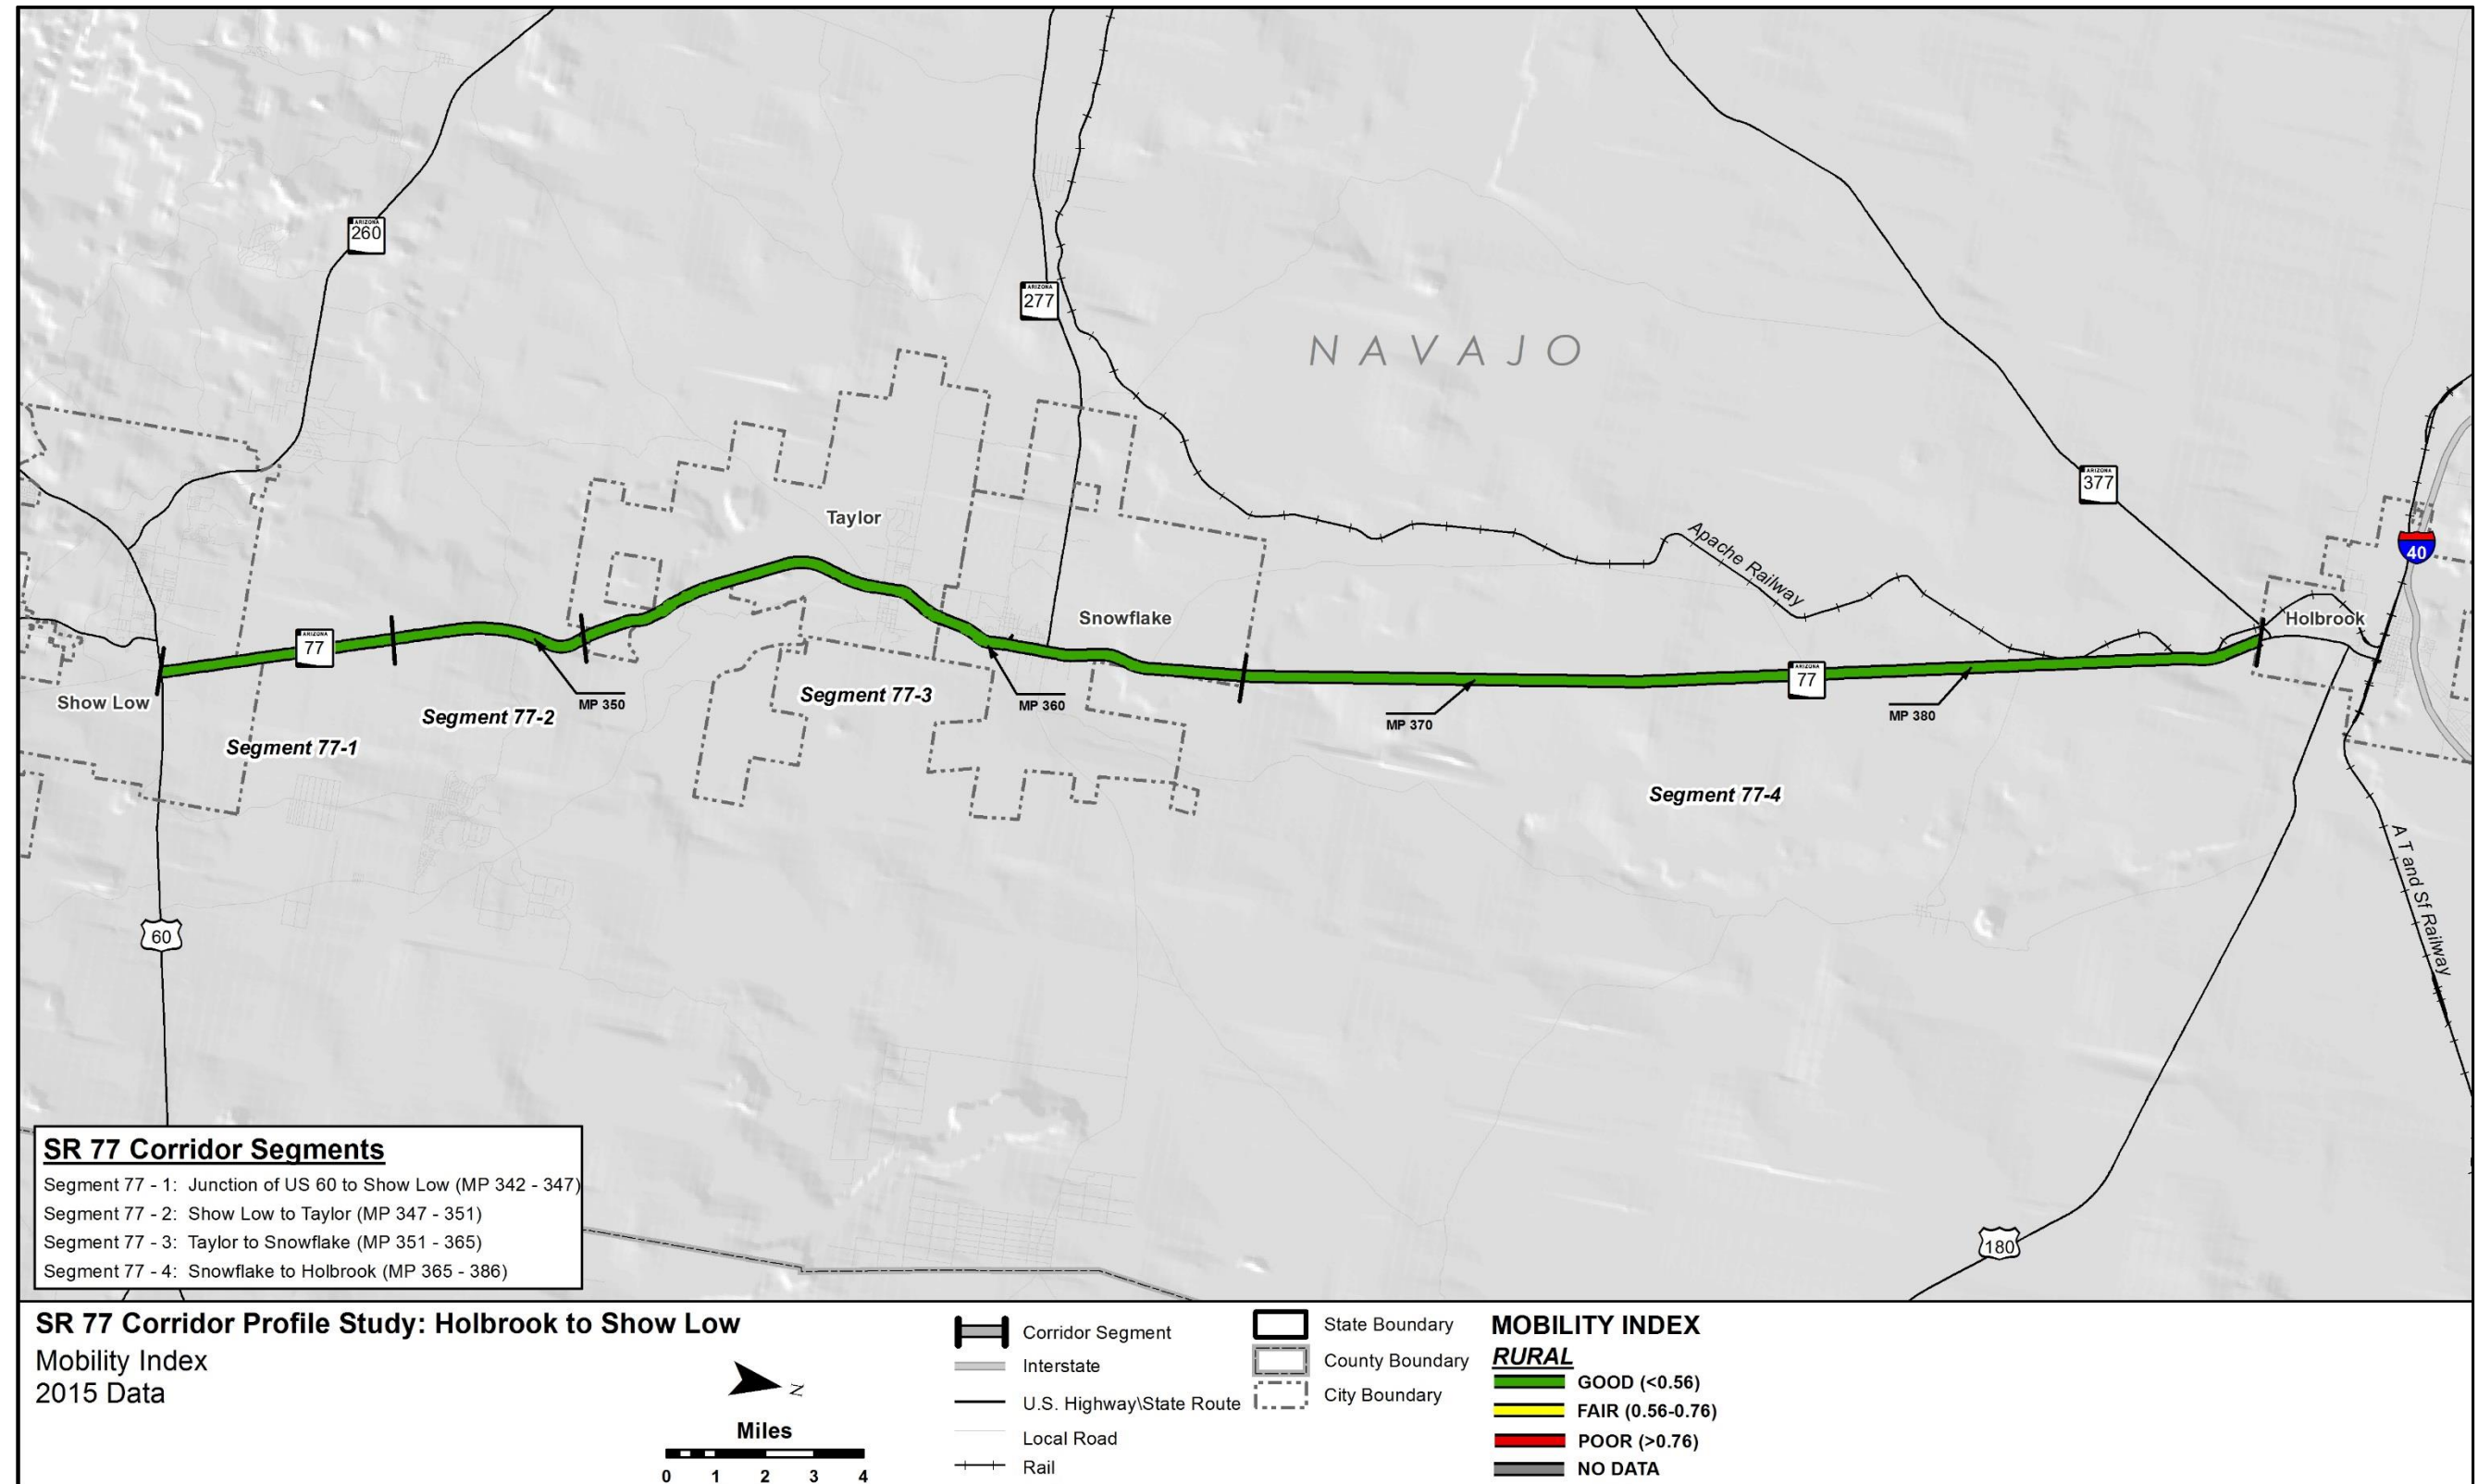 ARIZONA
260
ARIZONA
277
NAVAJO
ARIZONA
377
40
Apache Railway
Taylor
Snowflake
Holbrook
ARIZONA
77
ARIZONA
77
Show Low
MP 350
MP 360
MP 370
MP 380
Segment 77-1
Segment 77-2
Segment 77-3
Segment 77-4
A T and Sf Railway
60
180
SR 77 Corridor Segments
Segment 77 - 1: Junction of US 60 to Show Low (MP 342 - 347)
Segment 77 - 2: Show Low to Taylor (MP 347 - 351)
Segment 77 - 3: Taylor to Snowflake (MP 351 - 365)
Segment 77 - 4: Snowflake to Holbrook (MP 365 - 386)
SR 77 Corridor Profile Study: Holbrook to Show Low
Mobility Index
2015 Data
N
Miles
0 1 2 3 4
Corridor Segment
Interstate
U.S. Highway\State Route
Local Road
Rail
State Boundary
County Boundary
City Boundary
MOBILITY INDEX
RURAL
GOOD (<0.56)
FAIR (0.56-0.76)
POOR (>0.76)
NO DATA